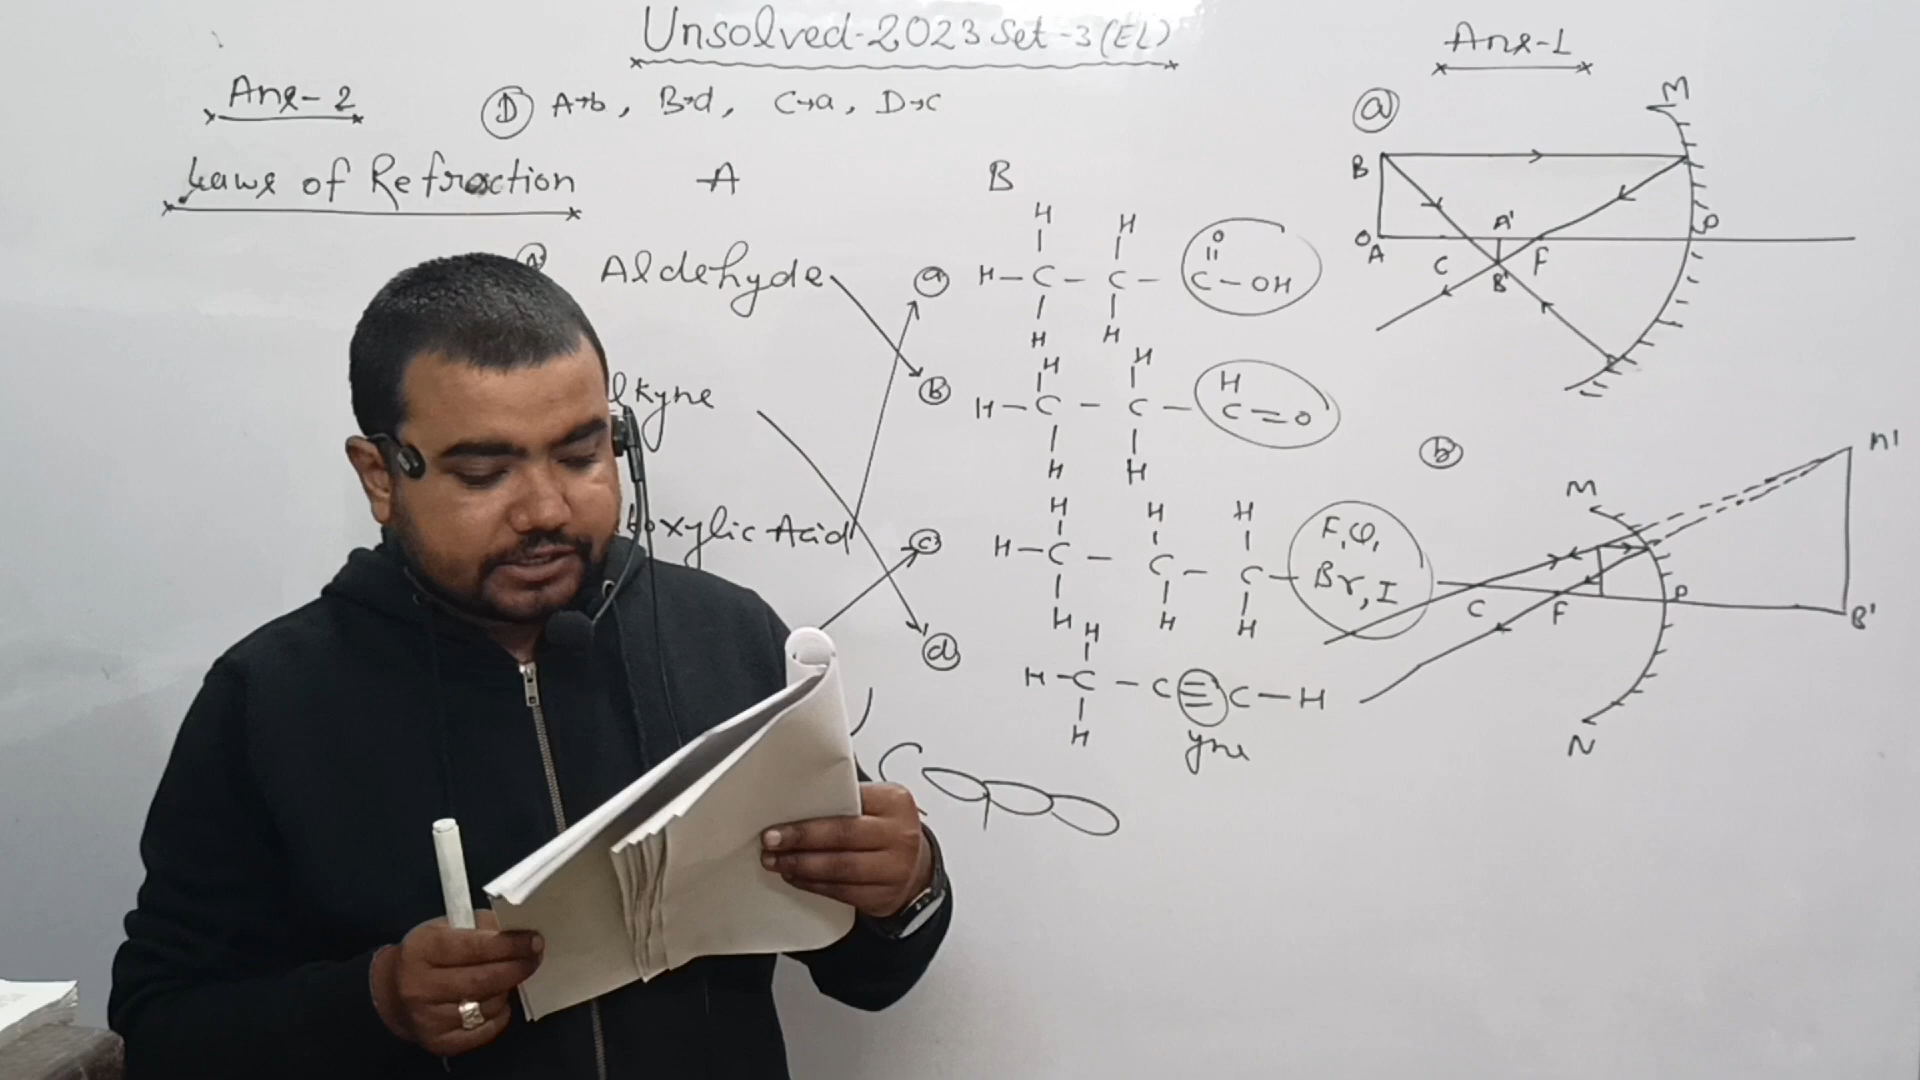 Unsolved-2023 Set-3 (EL)
Ans-2
D A→b, B→d, C→a, D→c
Laws of Refraction
A B
A Aldehyde
lkyne
boxylic Acid
a
H H O
H-C-C-C-OH
H H
B
H H H
H-C-C-C=O
H H
c
H H H
H-C-C-C- F, Cl,
Br, I
H H H
d
H
H-C-C≡C-H
H
yne
Ans-1
a
M
B
O A C A' B' F P
b
M A'
C F P B'
N